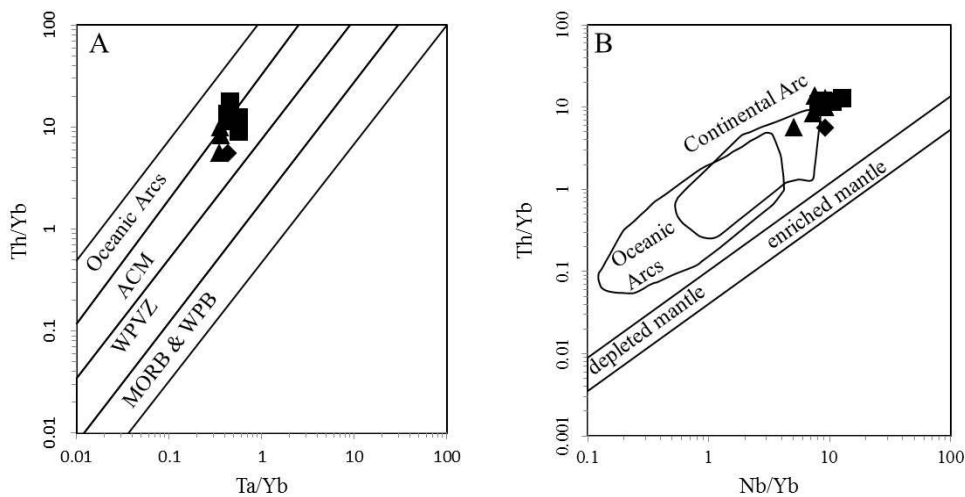 A
100
10
1
0.1
0.01
Th/Yb
Oceanic Arcs
ACM
WPVZ
MORB & WPB
0.01
0.1
1
10
100
Ta/Yb
B
100
10
1
0.1
0.01
0.001
Th/Yb
Continental Arc
Oceanic
Arcs
enriched mantle
depleted mantle
0.1
1
10
100
Nb/Yb